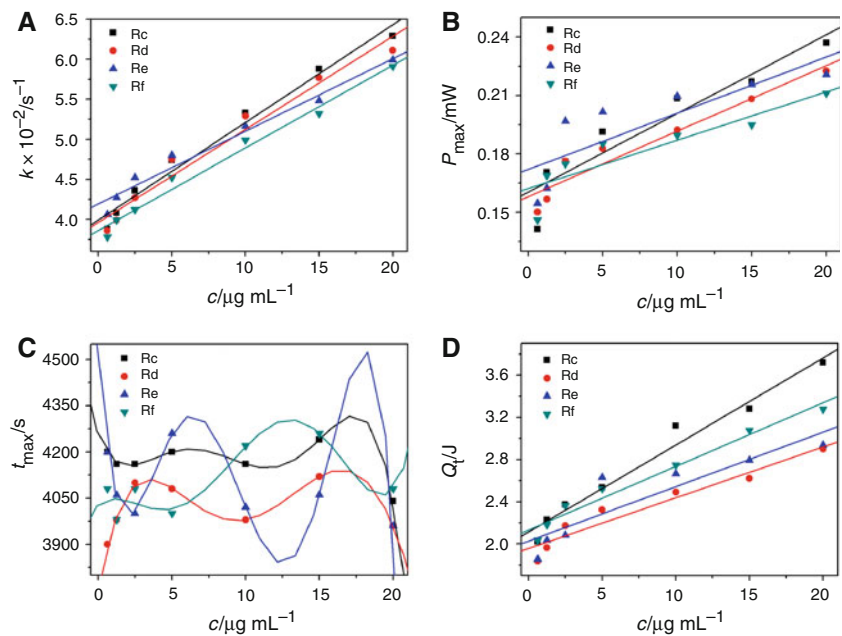 A
6.5
6.0
5.5
5.0
4.5
4.0
k × 10⁻²/s⁻¹
Rc
Rd
Re
Rf
0 5 10 15 20
c/μg mL⁻¹
B
0.24
0.21
0.18
0.15
Pmax/mW
Rc
Rd
Re
Rf
0 5 10 15 20
c/μg mL⁻¹
C
4500
4350
4200
4050
3900
tmax/s
Rc
Rd
Re
Rf
0 5 10 15 20
c/μg mL⁻¹
D
3.6
3.2
2.8
2.4
2.0
Qt/J
Rc
Rd
Re
Rf
0 5 10 15 20
c/μg mL⁻¹